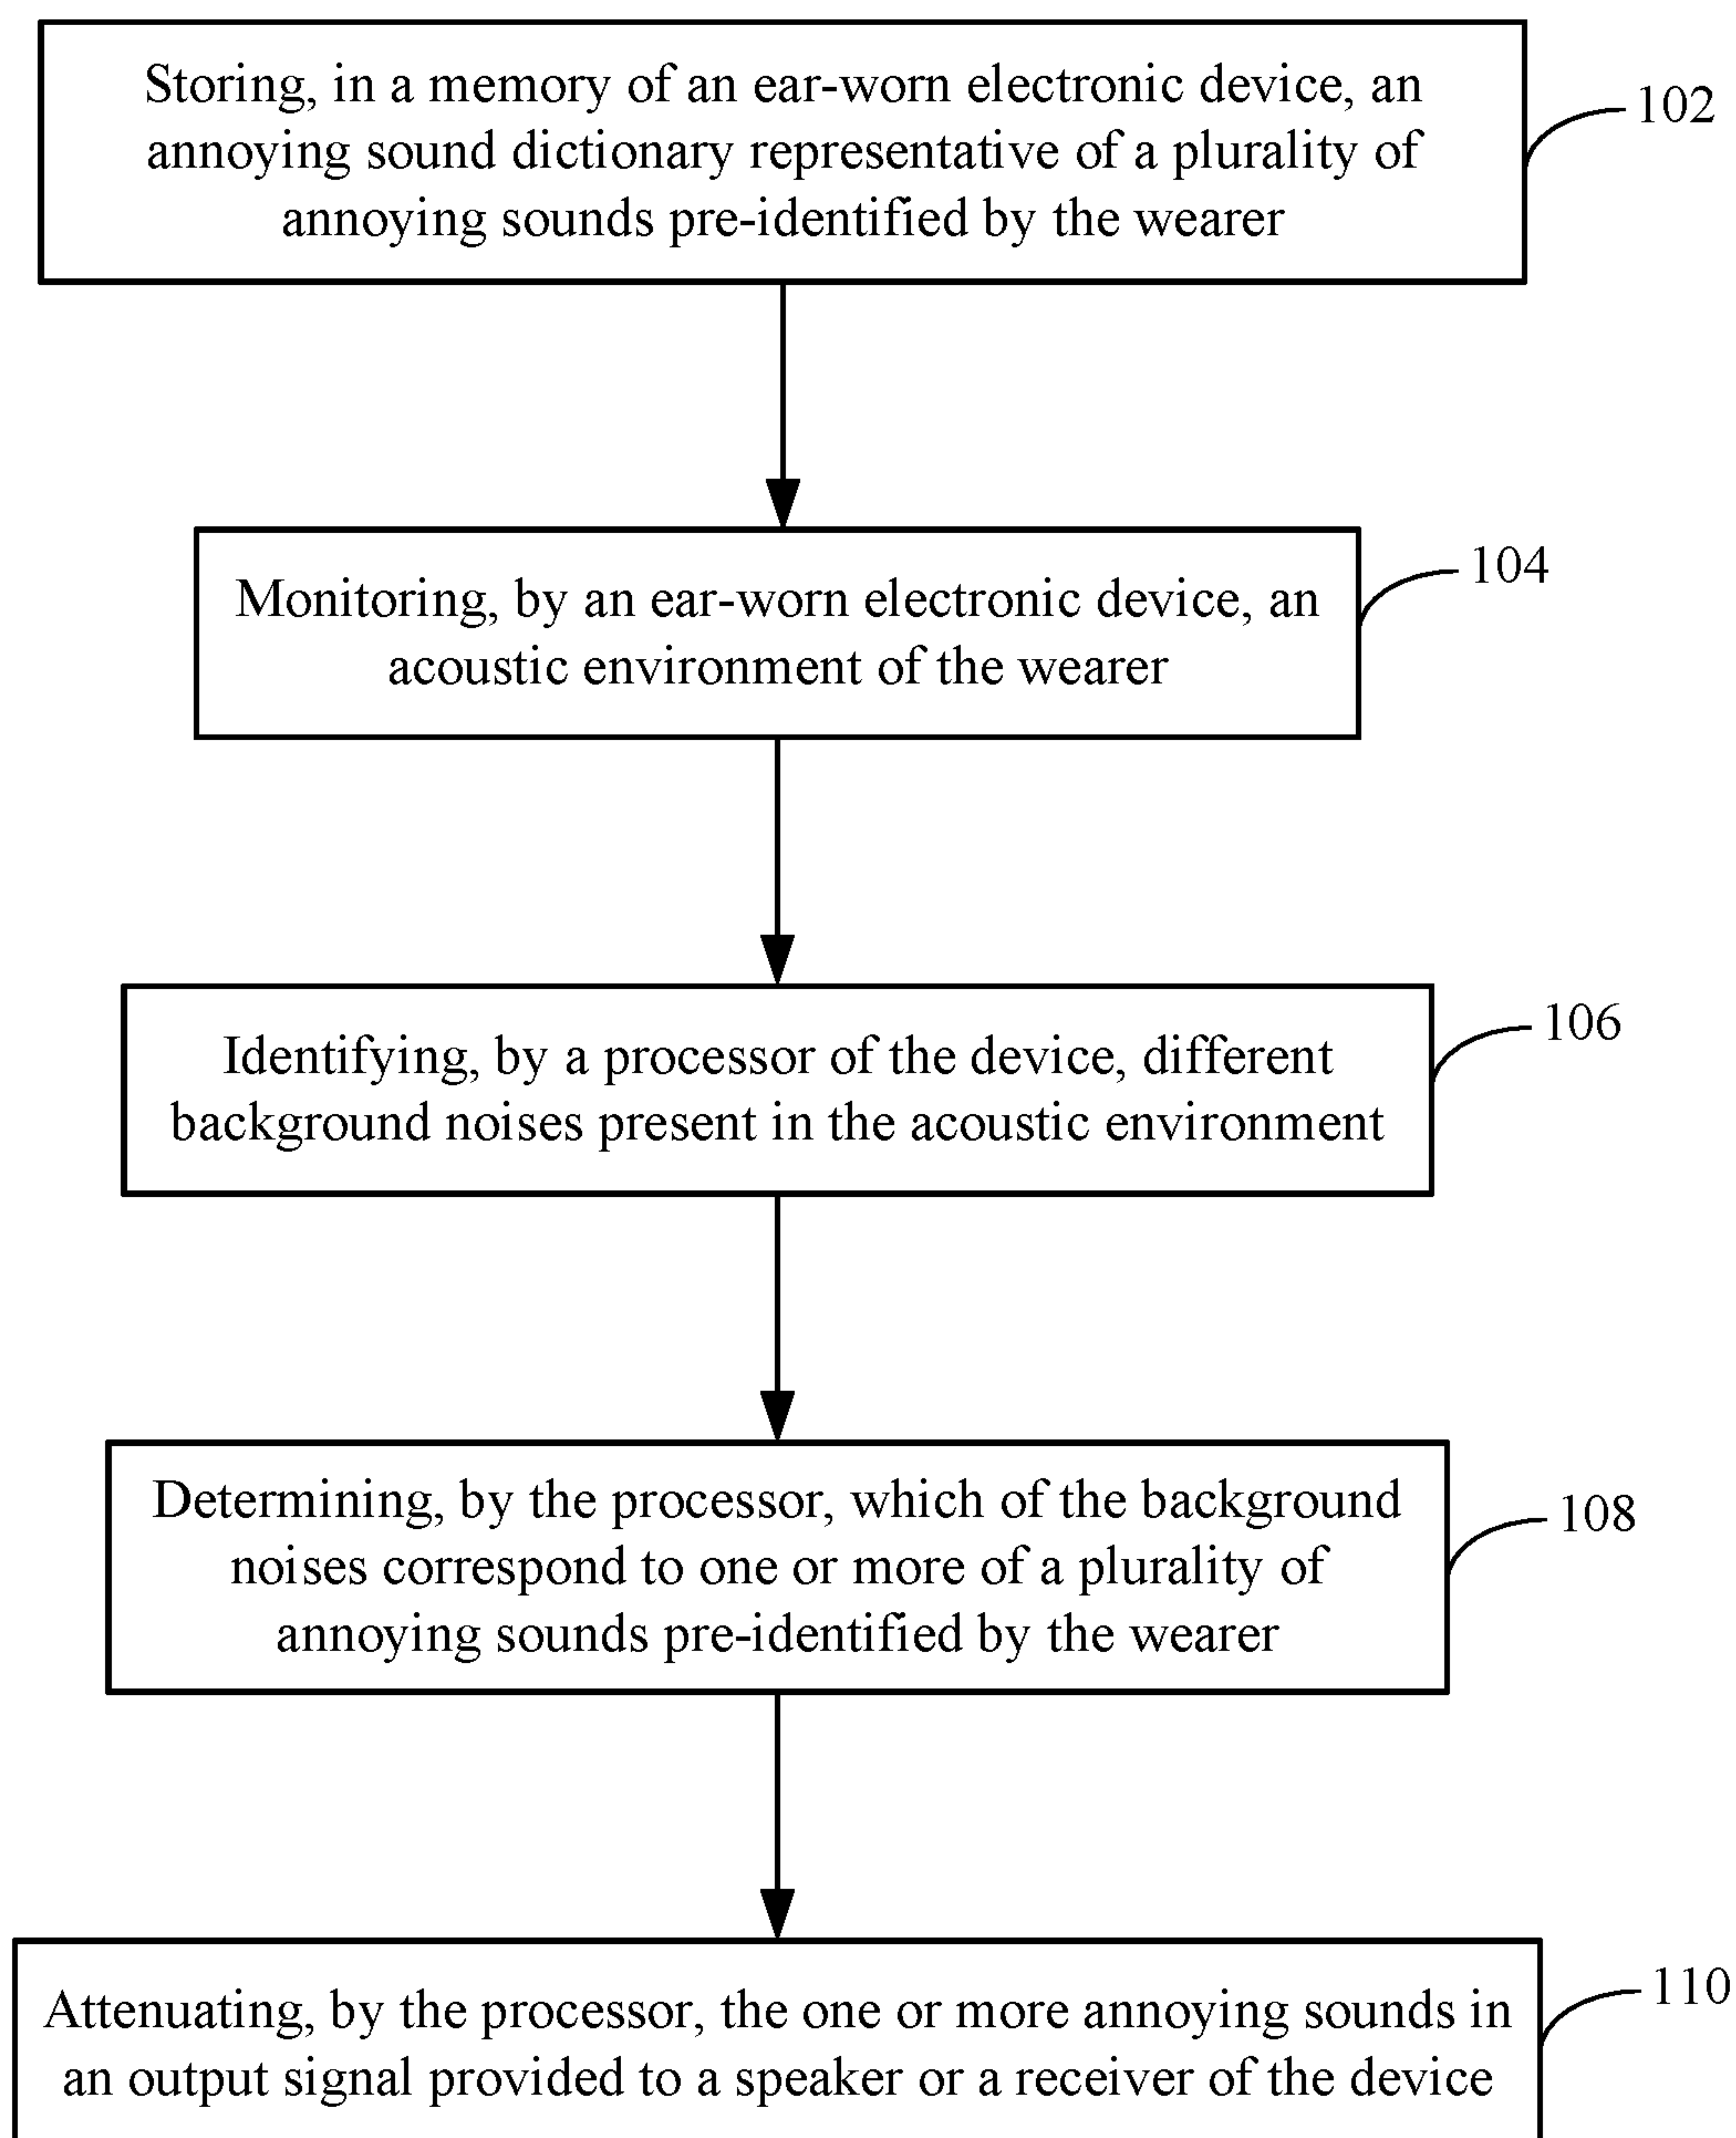 Storing, in a memory of an ear-worn electronic device, an
annoying sound dictionary representative of a plurality of
annoying sounds pre-identified by the wearer
102
Monitoring, by an ear-worn electronic device, an
acoustic environment of the wearer
104
Identifying, by a processor of the device, different
background noises present in the acoustic environment
106
Determining, by the processor, which of the background
noises correspond to one or more of a plurality of
annoying sounds pre-identified by the wearer
108
Attenuating, by the processor, the one or more annoying sounds in
an output signal provided to a speaker or a receiver of the device
110